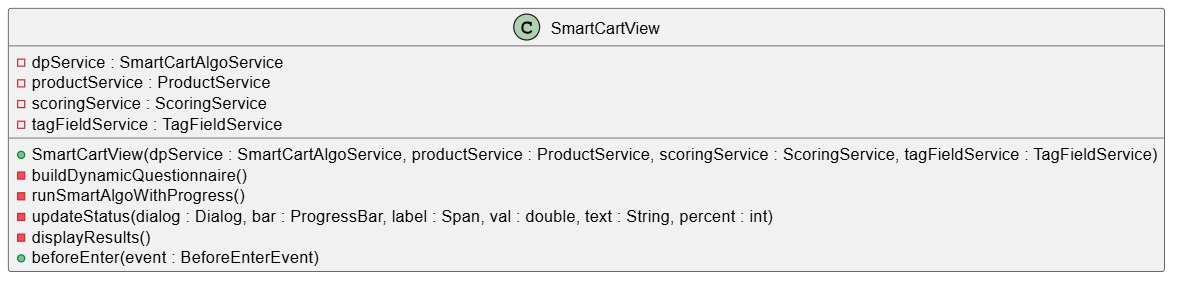 C SmartCartView
dpService : SmartCartAlgoService
productService : ProductService
scoringService : ScoringService
tagFieldService : TagFieldService
SmartCartView(dpService : SmartCartAlgoService, productService : ProductService, scoringService : ScoringService, tagFieldService : TagFieldService)
buildDynamicQuestionnaire()
runSmartAlgoWithProgress()
updateStatus(dialog : Dialog, bar : ProgressBar, label : Span, val : double, text : String, percent : int)
displayResults()
beforeEnter(event : BeforeEnterEvent)